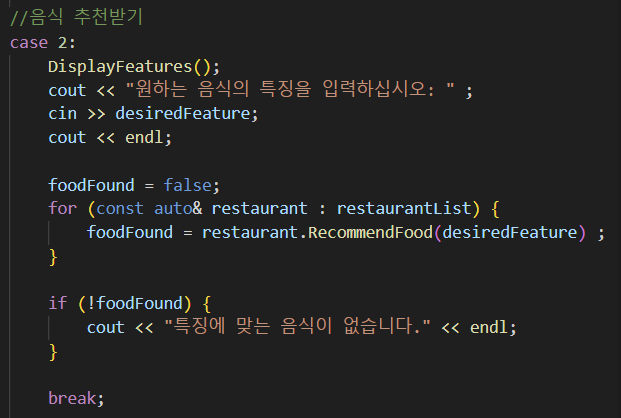 //음식 추천받기
case 2:
    DisplayFeatures();
    cout << "원하는 음식의 특징을 입력하십시오: " ;
    cin >> desiredFeature;
    cout << endl;

    foodFound = false;
    for (const auto& restaurant : restaurantList) {
        foodFound = restaurant.RecommendFood(desiredFeature) ;
    }

    if (!foodFound) {
        cout << "특징에 맞는 음식이 없습니다." << endl;
    }

    break;